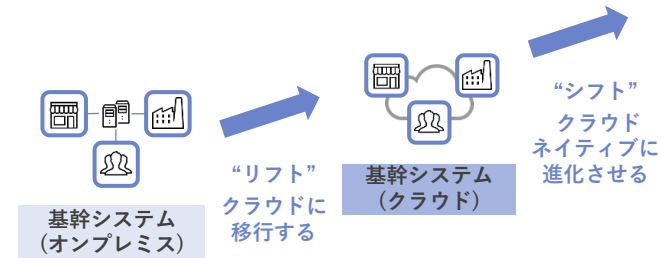 基幹システム
(オンプレミス)
“リフト”
クラウドに
移行する
基幹システム
(クラウド)
“シフト”
クラウド
ネイティブに
進化させる